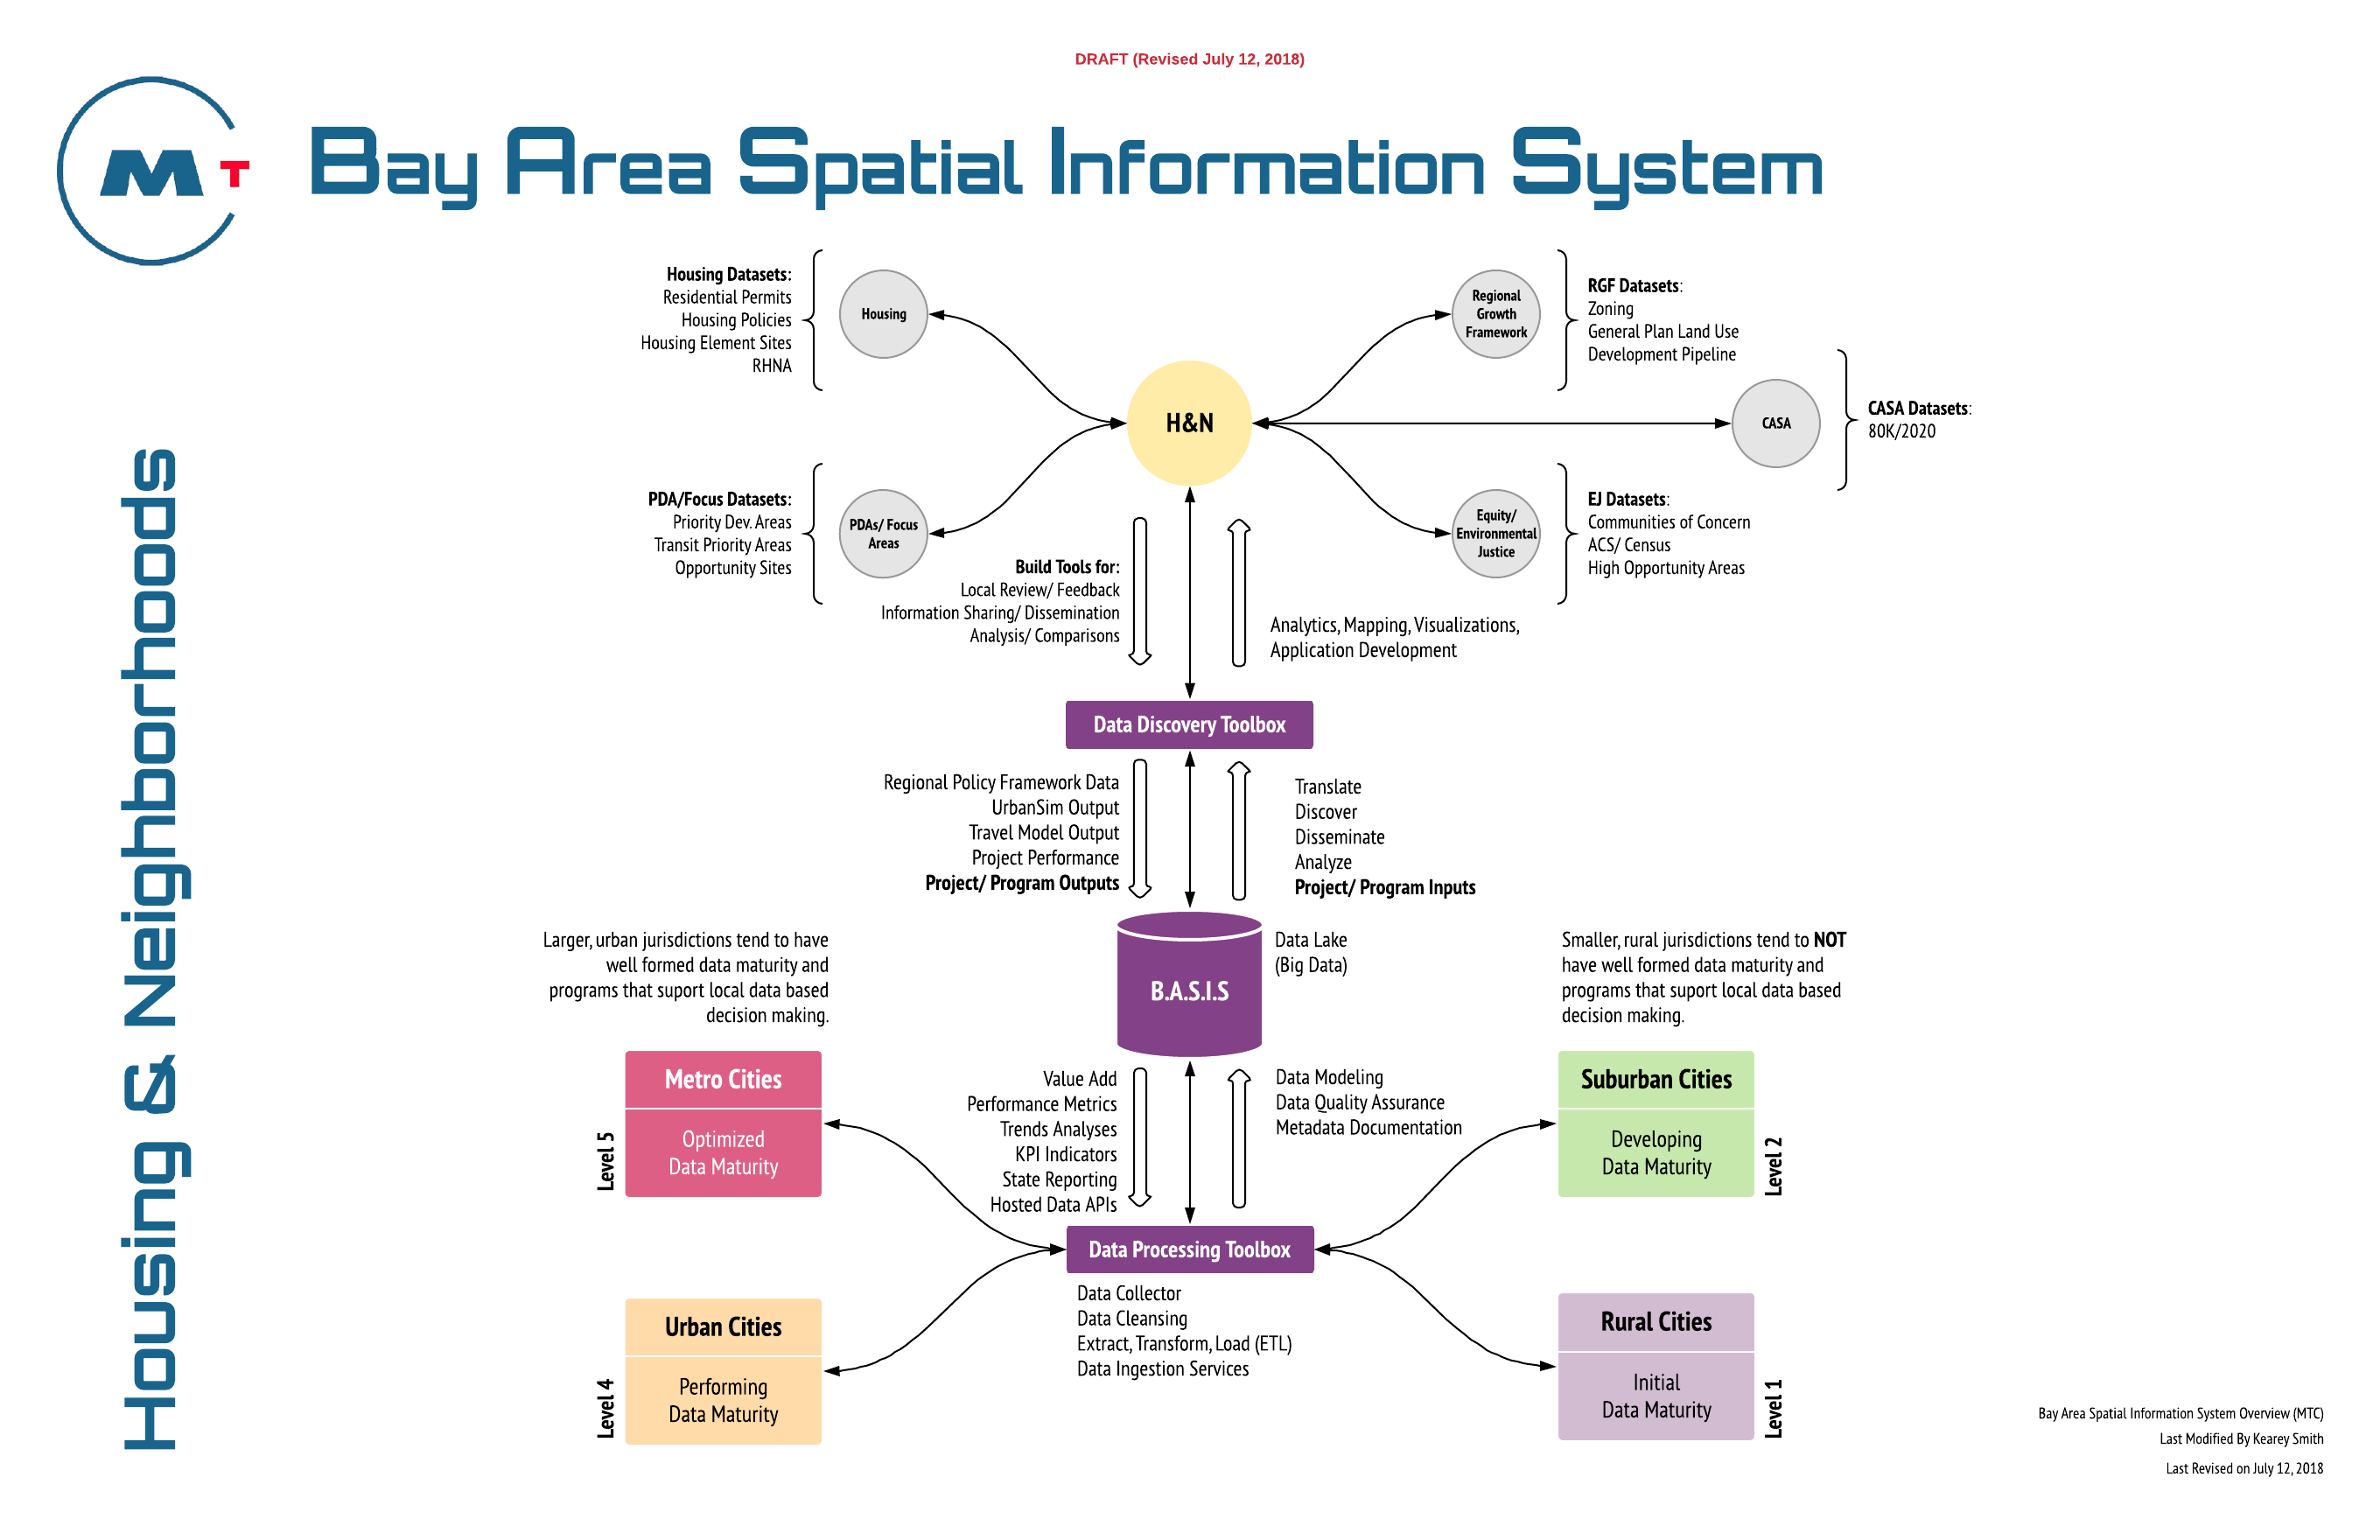 DRAFT (Revised July 12, 2018)
MT
Bay Area Spatial Information System
Housing & Neighborhoods
Housing Datasets:
Residential Permits
Housing Policies
Housing Element Sites
RHNA
Housing
Regional
Growth
Framework
RGF Datasets:
Zoning
General Plan Land Use
Development Pipeline
H&N
CASA
CASA Datasets:
80K/2020
PDA/Focus Datasets:
Priority Dev. Areas
Transit Priority Areas
Opportunity Sites
PDAs/ Focus
Areas
Equity/
Environmental
Justice
EJ Datasets:
Communities of Concern
ACS/ Census
High Opportunity Areas
Build Tools for:
Local Review/ Feedback
Information Sharing/ Dissemination
Analysis/ Comparisons
Analytics, Mapping, Visualizations,
Application Development
Data Discovery Toolbox
Regional Policy Framework Data
UrbanSim Output
Travel Model Output
Project Performance
Project/ Program Outputs
Translate
Discover
Disseminate
Analyze
Project/ Program Inputs
Larger, urban jurisdictions tend to have
well formed data maturity and
programs that suport local data based
decision making.
B.A.S.I.S
Data Lake
(Big Data)
Smaller, rural jurisdictions tend to NOT
have well formed data maturity and
programs that suport local data based
decision making.
Metro Cities
Optimized
Data Maturity
Level 5
Value Add
Performance Metrics
Trends Analyses
KPI Indicators
State Reporting
Hosted Data APIs
Data Modeling
Data Quality Assurance
Metadata Documentation
Suburban Cities
Developing
Data Maturity
Level 2
Data Processing Toolbox
Data Collector
Data Cleansing
Extract, Transform, Load (ETL)
Data Ingestion Services
Urban Cities
Performing
Data Maturity
Level 4
Rural Cities
Initial
Data Maturity
Level 1
Bay Area Spatial Information System Overview (MTC)
Last Modified By Kearey Smith
Last Revised on July 12, 2018